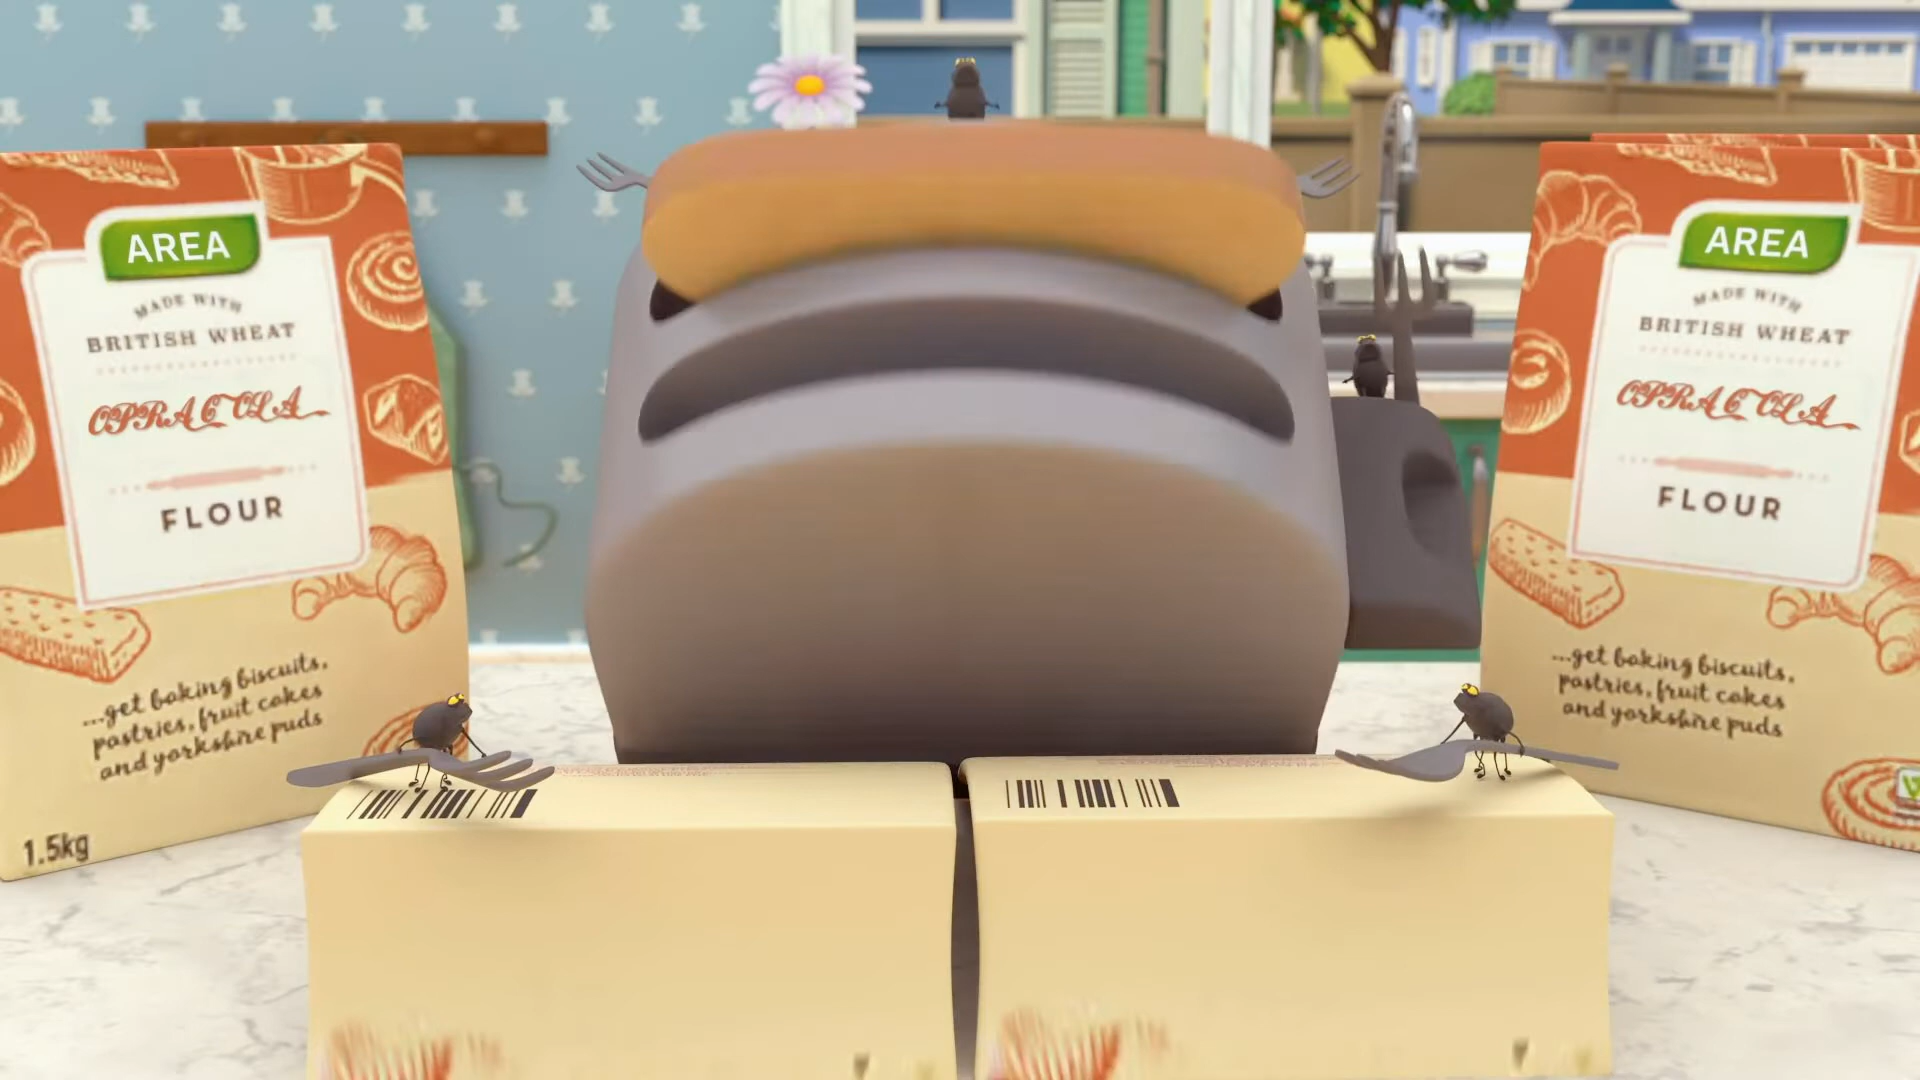 AREA
MADE WITH
BRITISH WHEAT
OPRACOLA
FLOUR
...get baking biscuits,
pastries, fruit cakes
and yorkshire puds
1.5kg
AREA
MADE WITH
BRITISH WHEAT
OPRACOLA
FLOUR
...get baking biscuits,
pastries, fruit cakes
and yorkshire puds